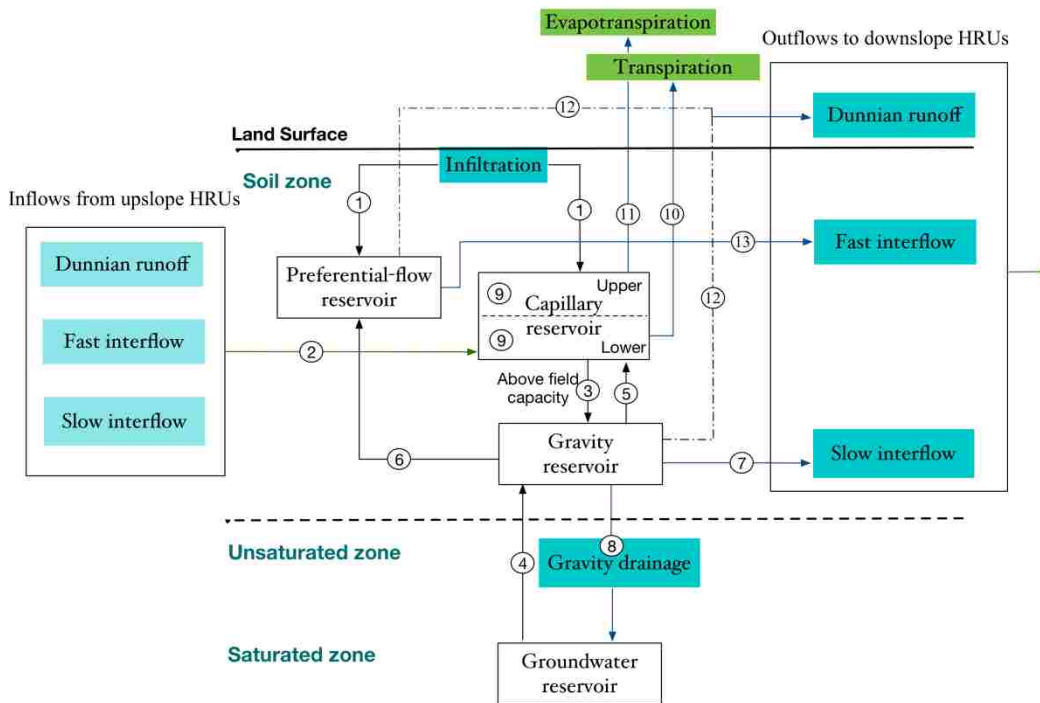 Evapotranspiration
Outflows to downslope HRUs
Transpiration
12
Dunnian runoff
Land Surface
Infiltration
Soil zone
Inflows from upslope HRUs
1
1
11
10
Fast interflow
13
Dunnian runoff
Preferential-flow
reservoir
9
Upper
Capillary
reservoir
9
Lower
12
Fast interflow
2
Above field
capacity
3
5
Slow interflow
Gravity
reservoir
6
7
Slow interflow
Unsaturated zone
8
Gravity drainage
4
Saturated zone
Groundwater
reservoir